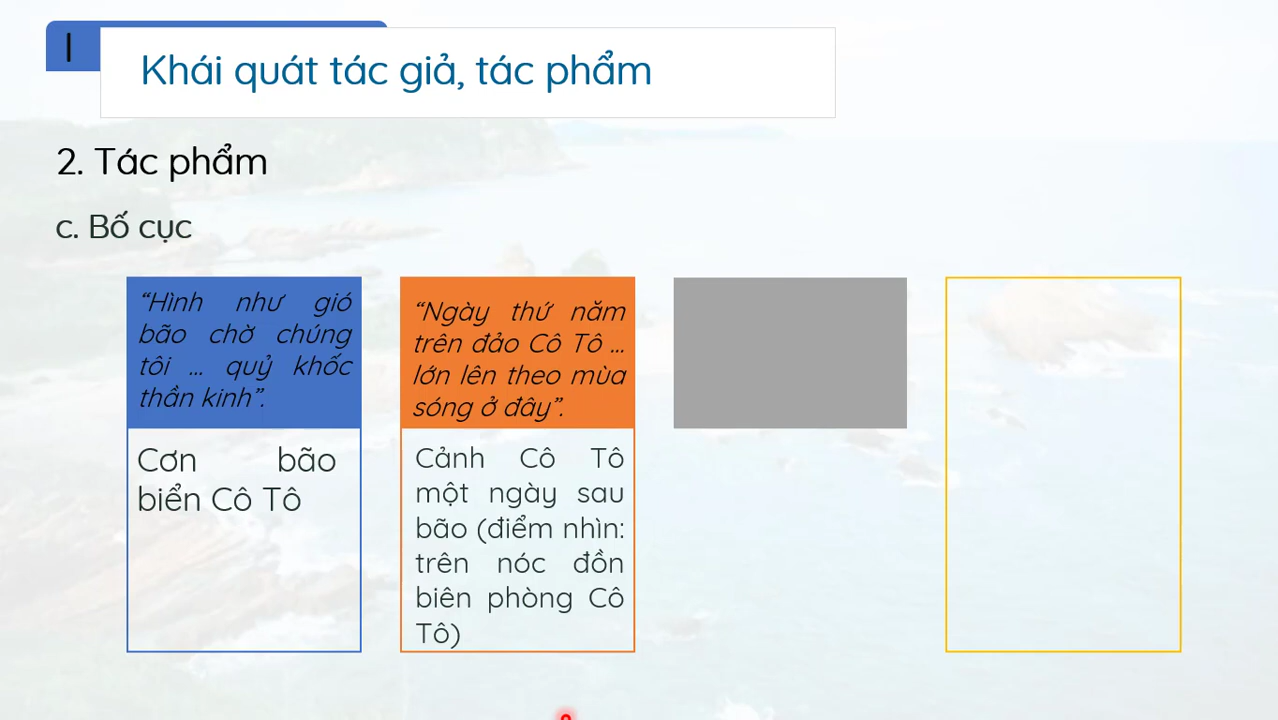 I
Khái quát tác giả, tác phẩm
2. Tác phẩm
c. Bố cục
“Hình như gió
bão chờ chúng
tôi ... quỷ khốc
thần kinh”.
Cơn bão
biển Cô Tô
“Ngày thứ năm
trên đảo Cô Tô ...
lớn lên theo mùa
sóng ở đây”.
Cảnh Cô Tô
một ngày sau
bão (điểm nhìn:
trên nóc đồn
biên phòng Cô
Tô)